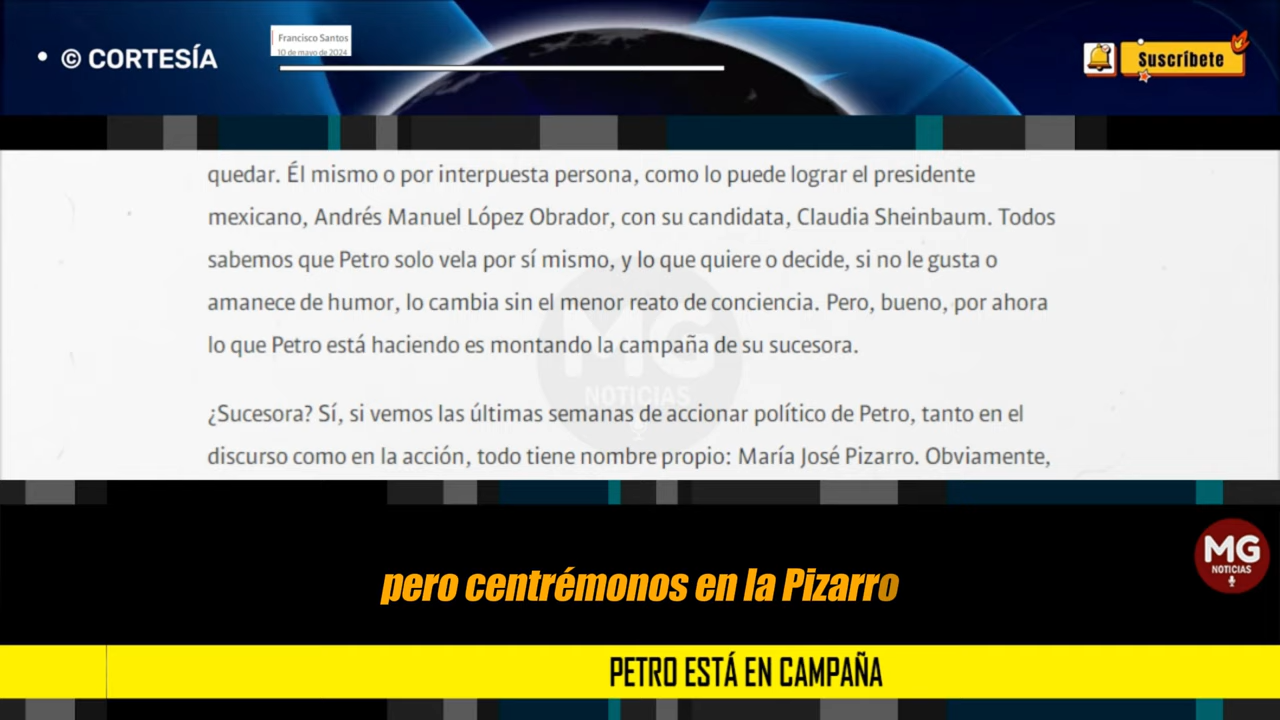 • © CORTESÍA
Francisco Santos
10 de mayo de 2024
Suscríbete
quedar. Él mismo o por interpuesta persona, como lo puede lograr el presidente
mexicano, Andrés Manuel López Obrador, con su candidata, Claudia Sheinbaum. Todos
sabemos que Petro solo vela por sí mismo, y lo que quiere o decide, si no le gusta o
amanece de humor, lo cambia sin el menor reato de conciencia. Pero, bueno, por ahora
lo que Petro está haciendo es montando la campaña de su sucesora.
¿Sucesora? Sí, si vemos las últimas semanas de accionar político de Petro, tanto en el
discurso como en la acción, todo tiene nombre propio: María José Pizarro. Obviamente,
MG
NOTICIAS
pero centrémonos en la Pizarro
MG
NOTICIAS
PETRO ESTÁ EN CAMPAÑA